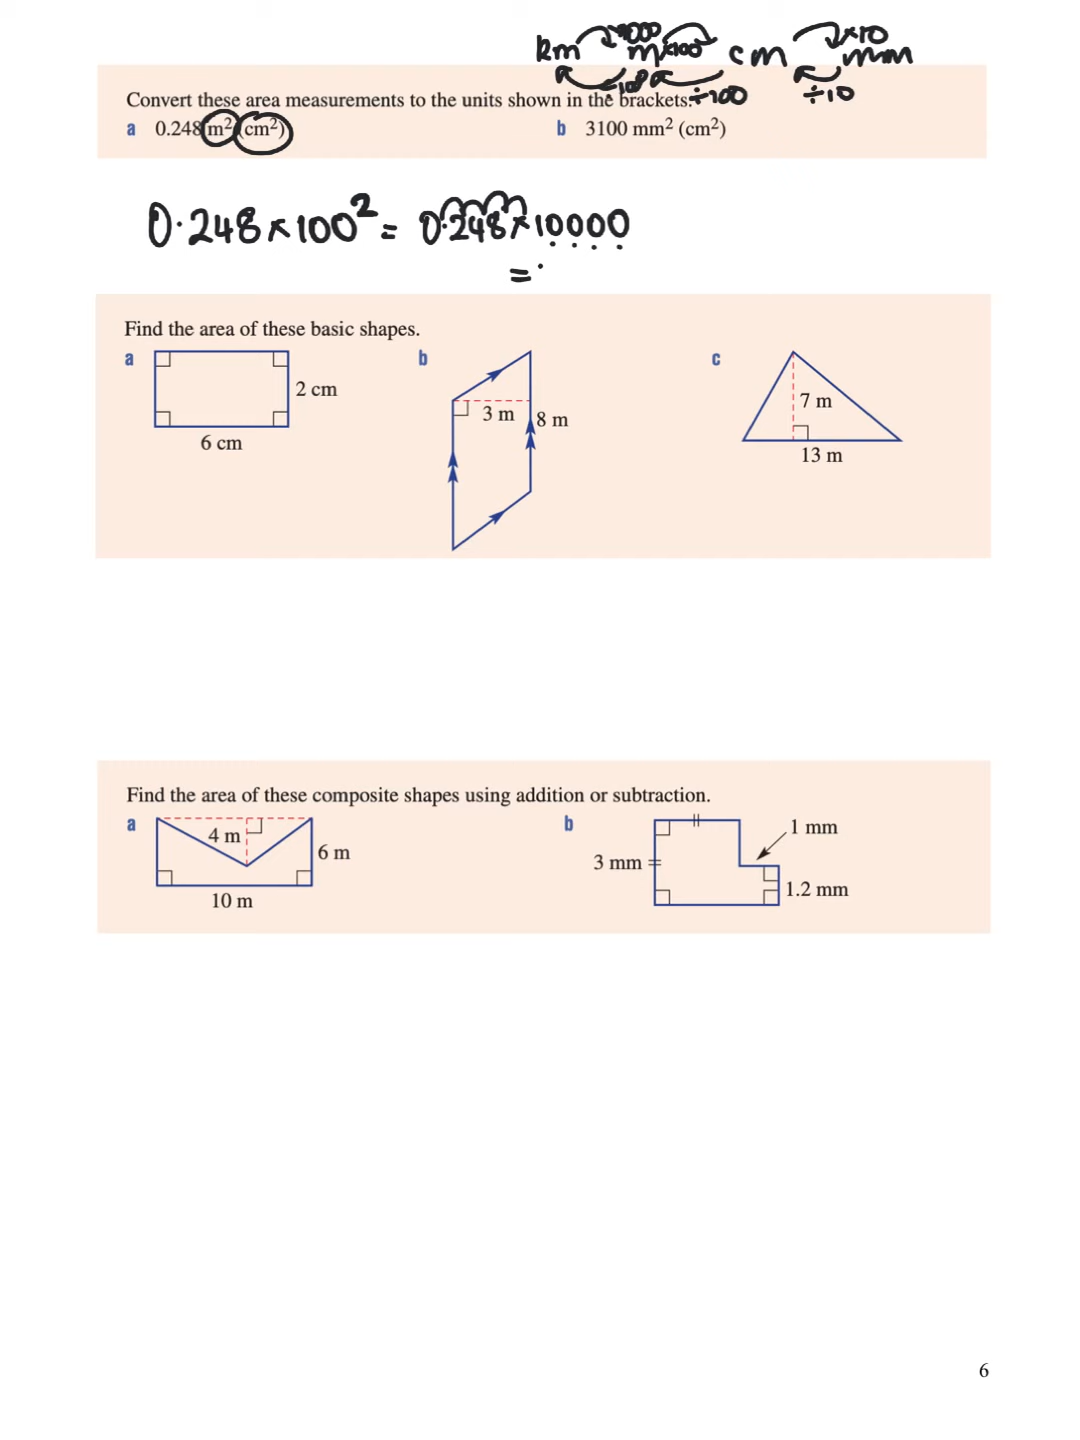 km ×1000 m ×100 cm ×10 mm
÷100 ÷10
Convert these area measurements to the units shown in the brackets.
a 0.248 m² (cm²) b 3100 mm² (cm²)
0.248 × 100² = 0.248 × 10000
=
Find the area of these basic shapes.
a b c
2 cm
6 cm
3 m 8 m
7 m
13 m
Find the area of these composite shapes using addition or subtraction.
a b
4 m
6 m
10 m
1 mm
3 mm
1.2 mm
6